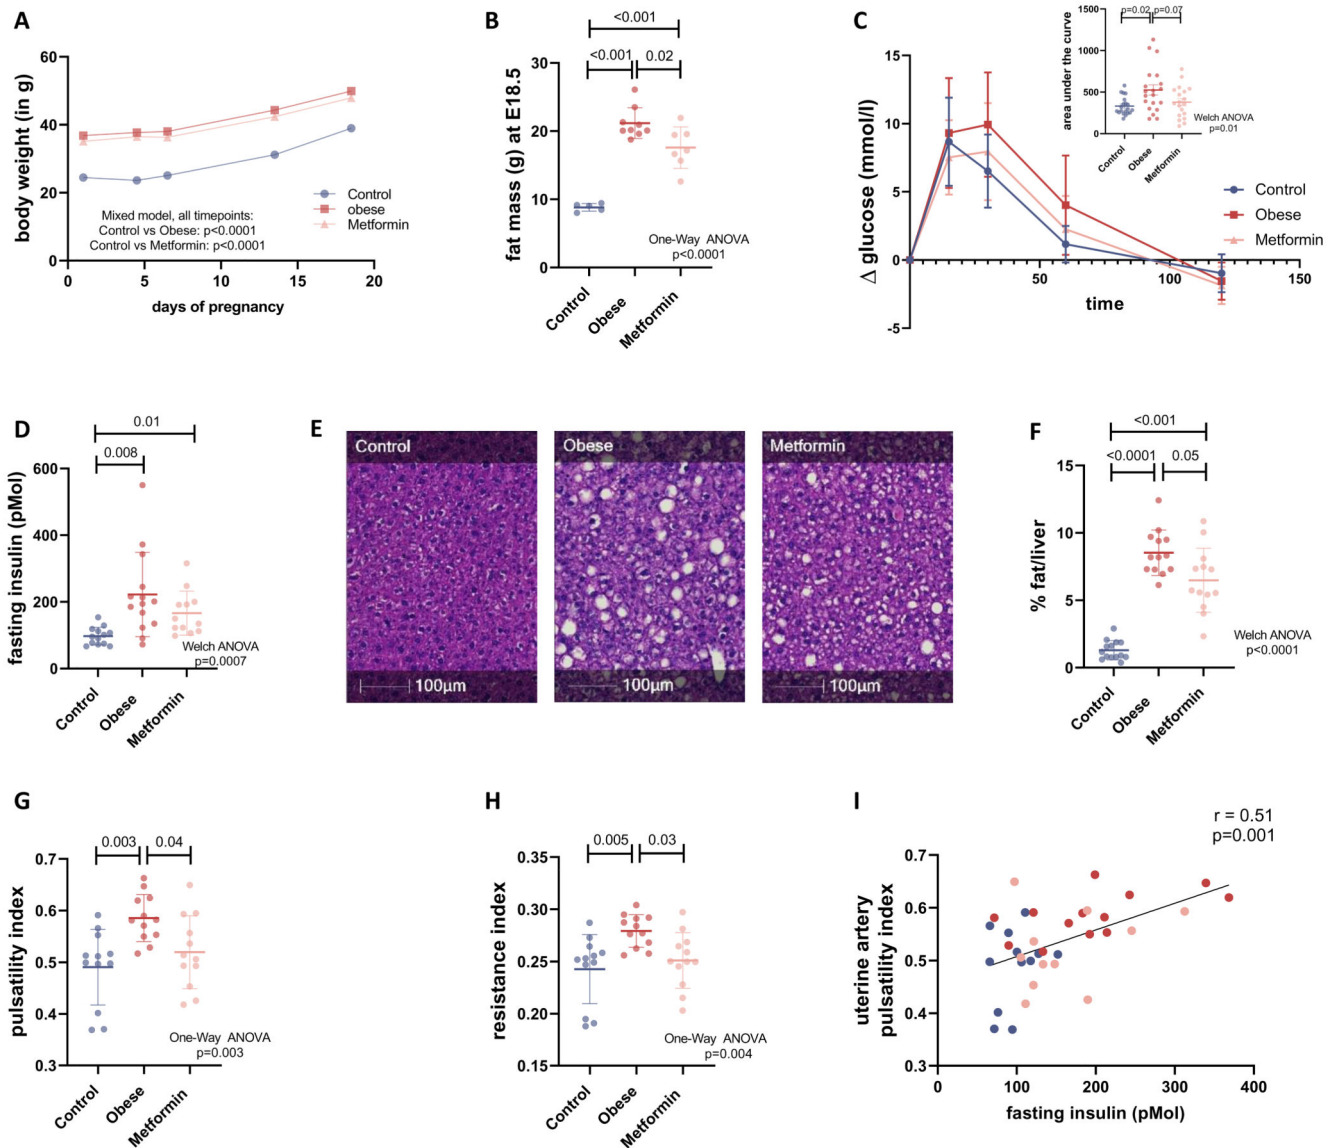 A
60
40
20
0
body weight (in g)
Control
obese
Metformin
Mixed model, all timepoints:
Control vs Obese: p<0.0001
Control vs Metformin: p<0.0001
0
5
10
15
20
days of pregnancy
B
<0.001
<0.001
0.02
30
20
10
0
fat mass (g) at E18.5
One-Way ANOVA
p<0.0001
Control
Obese
Metformin
C
15
10
5
0
-5
Δ glucose (mmol/l)
50
100
150
time
1500
1000
500
0
area under the curve
p=0.02
p=0.07
Welch ANOVA
p=0.01
Control
Obese
Metformin
Control
Obese
Metformin
D
0.01
0.008
600
400
200
0
fasting insulin (pMol)
Welch ANOVA
p=0.0007
Control
Obese
Metformin
E
Control
Obese
Metformin
100μm
100μm
100μm
F
<0.001
<0.0001
0.05
15
10
5
0
% fat/liver
Welch ANOVA
p<0.0001
Control
Obese
Metformin
G
0.003
0.04
0.7
0.6
0.5
0.4
0.3
pulsatility index
One-Way ANOVA
p=0.003
Control
Obese
Metformin
H
0.005
0.03
0.35
0.30
0.25
0.20
0.15
resistance index
One-Way ANOVA
p=0.004
Control
Obese
Metformin
I
r = 0.51
p=0.001
0.7
0.6
0.5
0.4
0.3
uterine artery
pulsatility index
0
100
200
300
400
fasting insulin (pMol)